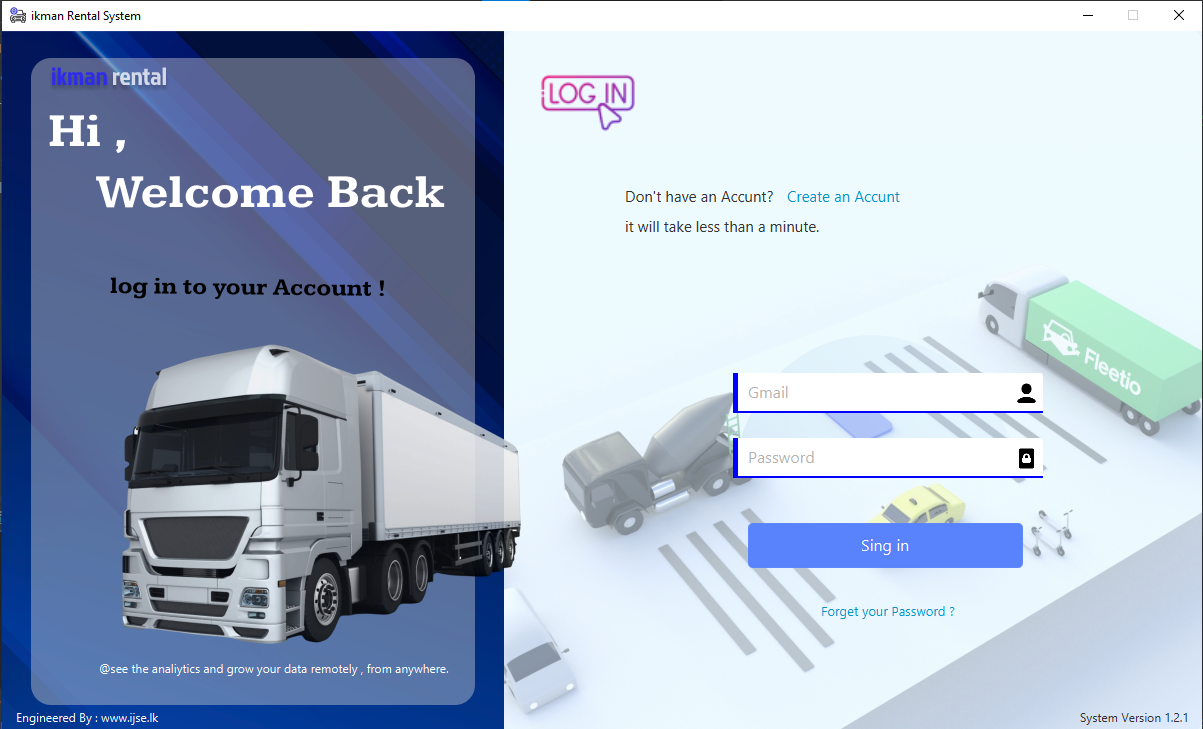 ikman Rental System
ikman rental
Hi ,
Welcome Back
log in to your Account !
@see the analiytics and grow your data remotely , from anywhere.
Engineered By : www.ijse.lk
LOG IN
Don't have an Accunt? Create an Accunt
it will take less than a minute.
Fleetio
Gmail
Password
Sing in
Forget your Password ?
System Version 1.2.1